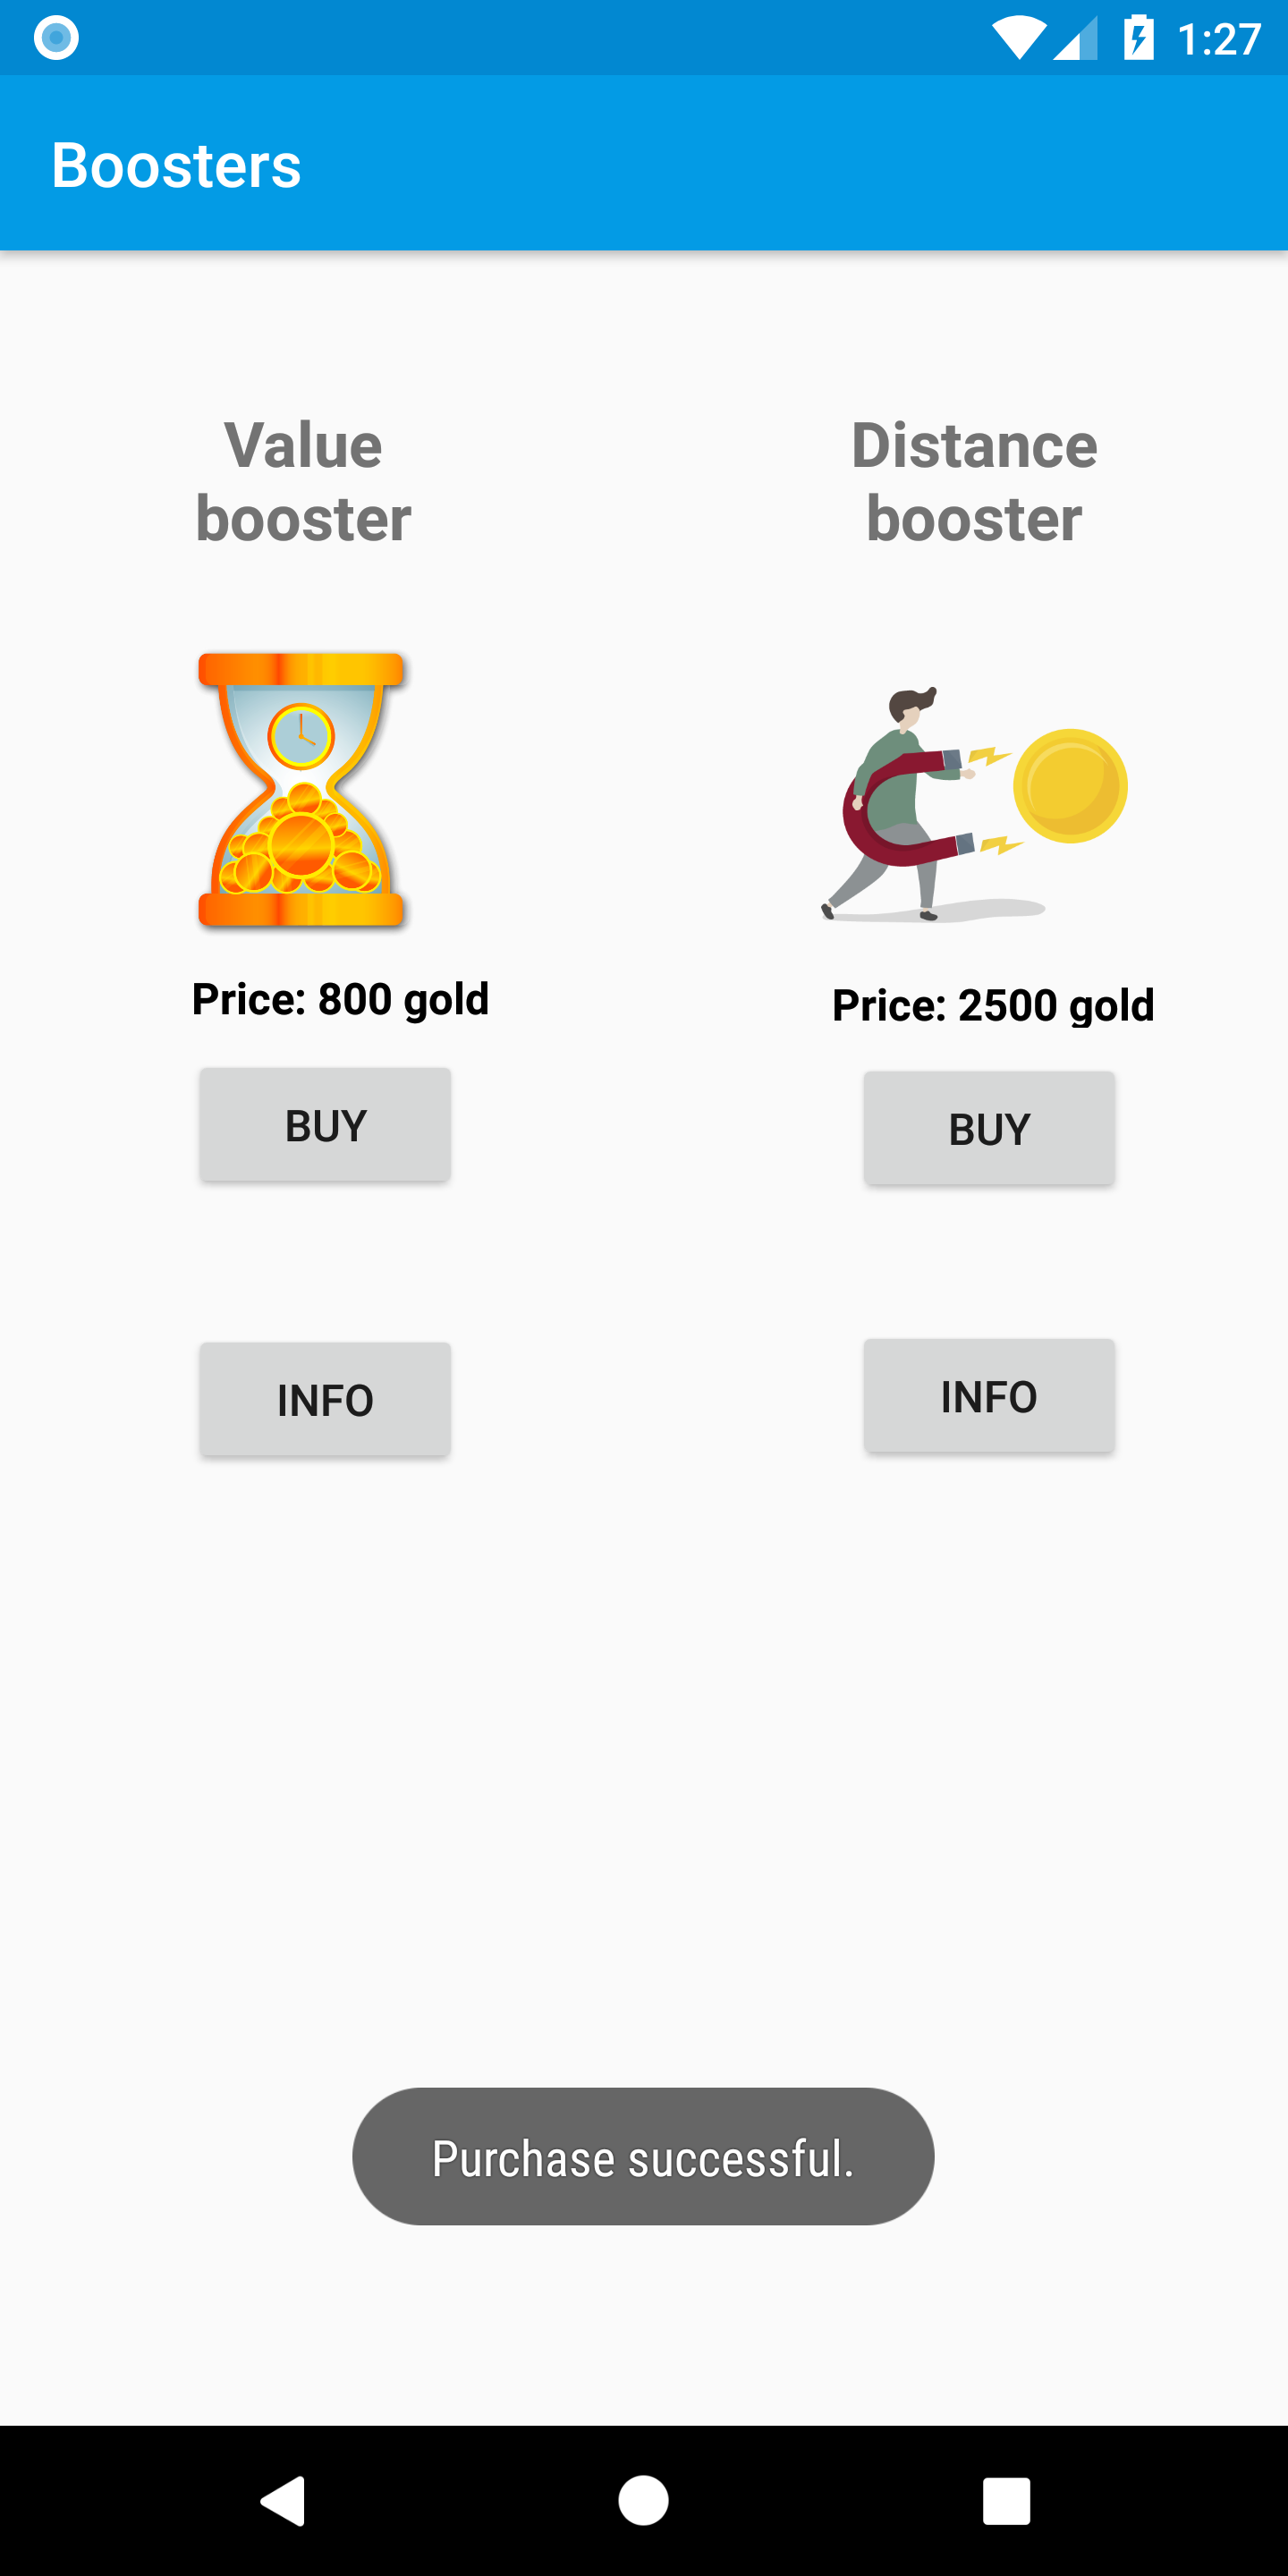 1:27
Boosters
Value
booster
Distance
booster
Price: 800 gold
Price: 2500 gold
BUY
BUY
INFO
INFO
Purchase successful.